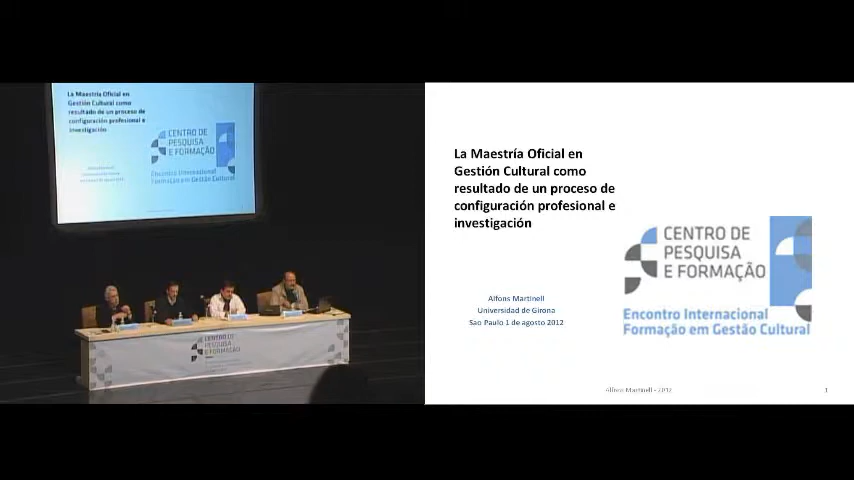 La Maestría Oficial en
Gestión Cultural como
resultado de un proceso de
configuración profesional e
investigación
CENTRO DE
PESQUISA
E FORMAÇÃO
Encontro Internacional
Formação em Gestão Cultural
CENTRO DE
PESQUISA
E FORMAÇÃO
La Maestría Oficial en
Gestión Cultural como
resultado de un proceso de
configuración profesional e
investigación
CENTRO DE
PESQUISA
E FORMAÇÃO
Encontro Internacional
Formação em Gestão Cultural
Alfons Martinell
Universidad de Girona
Sao Paulo 1 de agosto 2012
Alfons Martinell - 2012
1